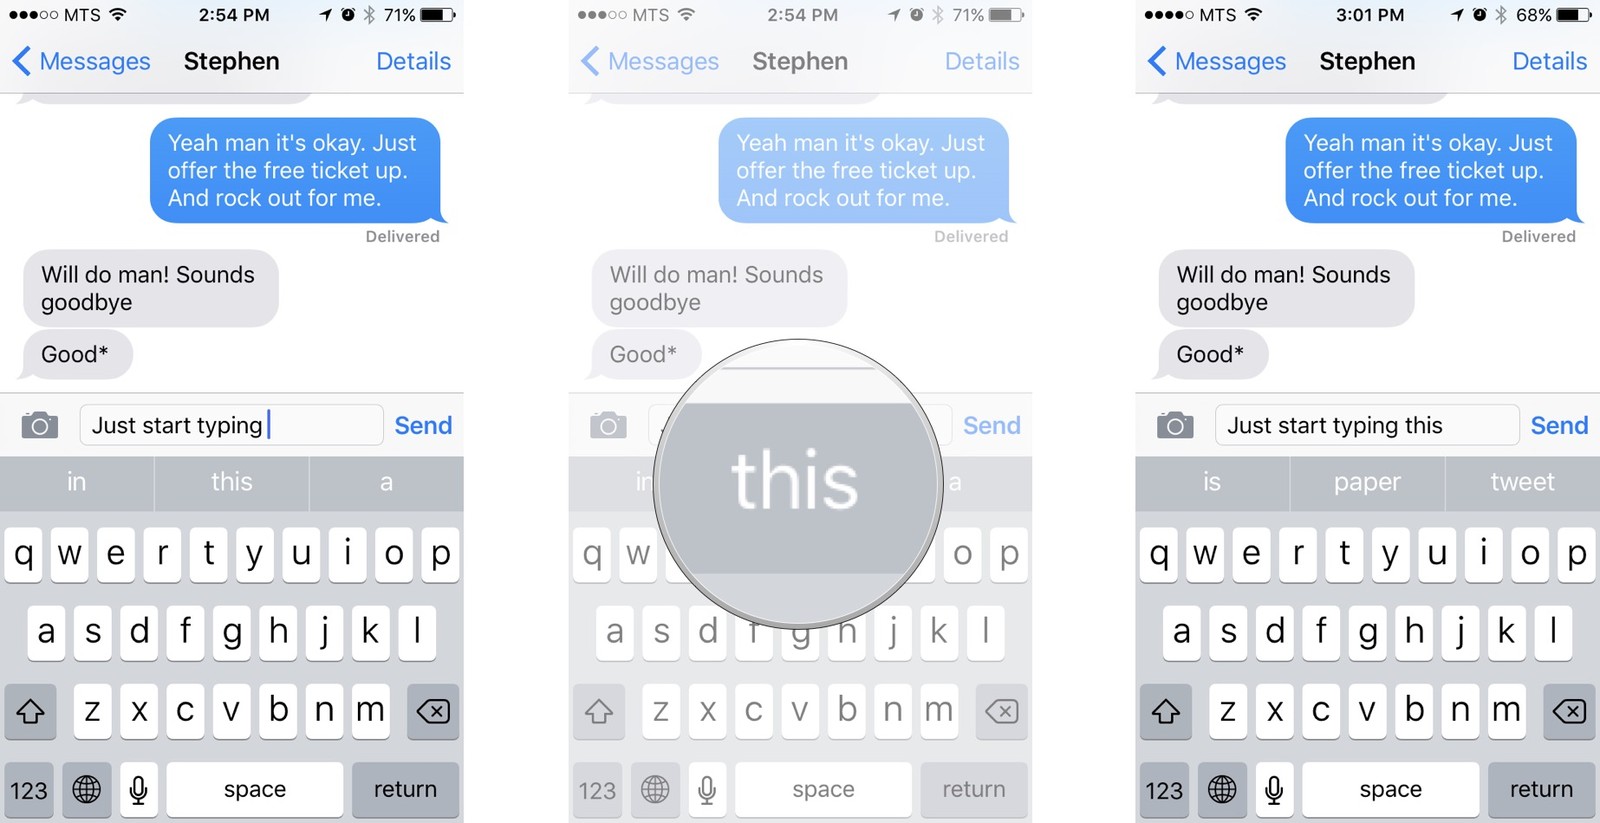 MTS 2:54 PM 71%
Messages Stephen Details
Yeah man it's okay. Just
offer the free ticket up.
And rock out for me.
Delivered
Will do man! Sounds
goodbye
Good*
Just start typing Send
in this a
q w e r t y u i o p
a s d f g h j k l
z x c v b n m
123 space return
MTS 2:54 PM 71%
Messages Stephen Details
Yeah man it's okay. Just
offer the free ticket up.
And rock out for me.
Delivered
Will do man! Sounds
goodbye
Good*
Send
in this a
q w o p
a s d f g h j k l
z x c v b n m
123 space return
MTS 3:01 PM 68%
Messages Stephen Details
Yeah man it's okay. Just
offer the free ticket up.
And rock out for me.
Delivered
Will do man! Sounds
goodbye
Good*
Just start typing this Send
is paper tweet
q w e r t y u i o p
a s d f g h j k l
z x c v b n m
123 space return